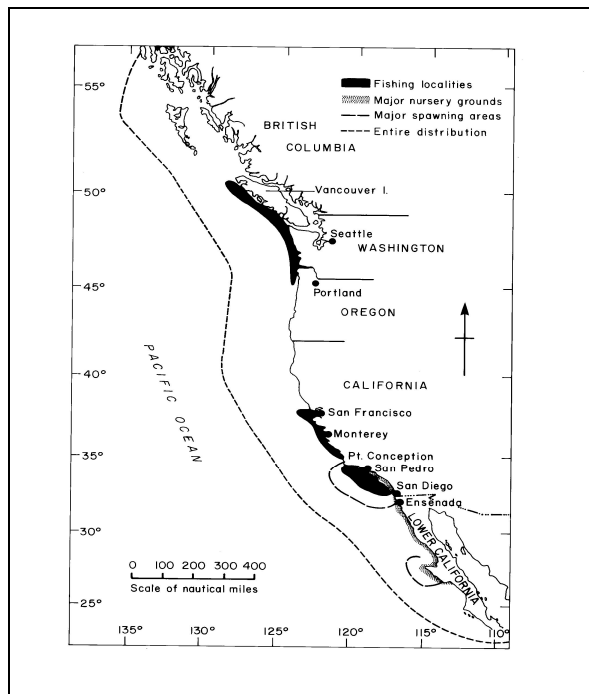 55°
50°
45°
40°
35°
30°
25°
Fishing localities
Major nursery grounds
Major spawning areas
Entire distribution
BRITISH
COLUMBIA
Vancouver I.
Seattle
WASHINGTON
Portland
OREGON
PACIFIC OCEAN
CALIFORNIA
San Francisco
Monterey
Pt. Conception
San Pedro
San Diego
Ensenada
LOWER CALIFORNIA
0 100 200 300 400
Scale of nautical miles
135° 130° 125° 120° 115° 110°